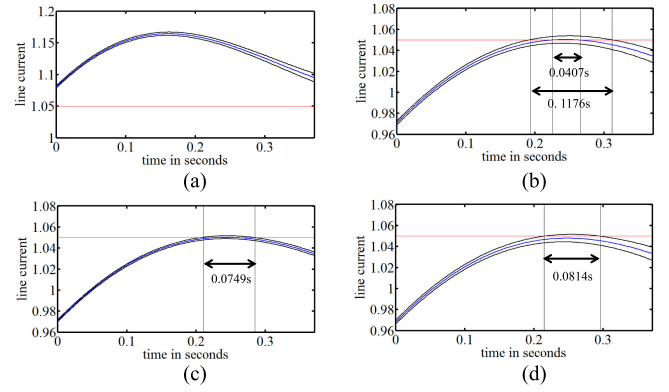 1.2
1.15
1.1
1.05
1
line current
0 0.1 0.2 0.3
time in seconds
(a)
1.08
1.06
1.04
1.02
1
0.98
0.96
line current
0.0407s
0.1176s
0 0.1 0.2 0.3
time in seconds
(b)
1.08
1.06
1.04
1.02
1
0.98
0.96
line current
0.0749s
0 0.1 0.2 0.3
time in seconds
(c)
1.08
1.06
1.04
1.02
1
0.98
0.96
line current
0.0814s
0 0.1 0.2 0.3
time in seconds
(d)